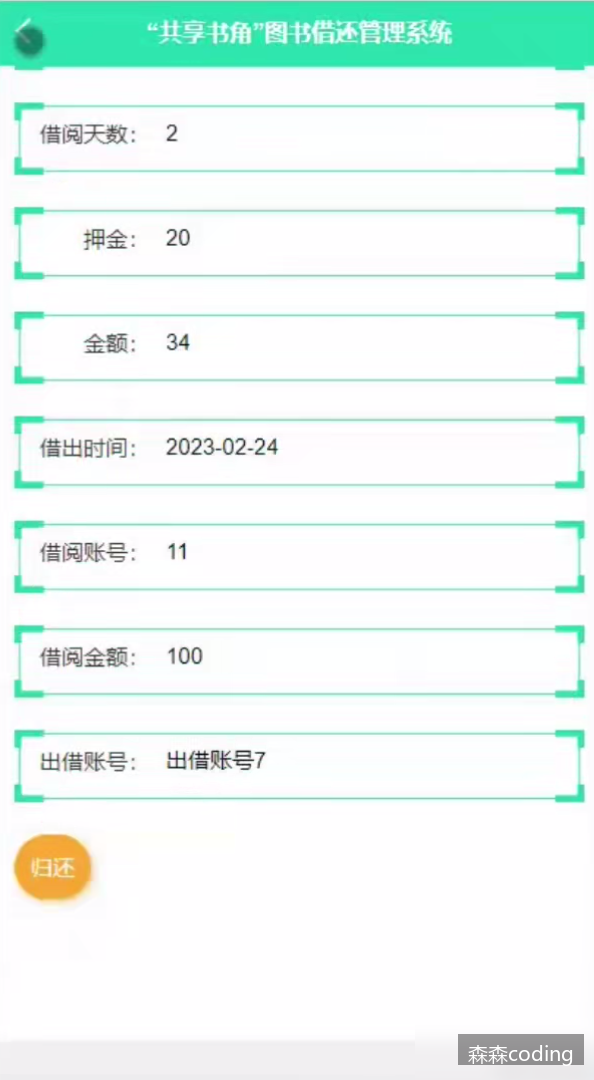 “共享书角”图书借还管理系统
借阅天数： 2
押金： 20
金额： 34
借出时间： 2023-02-24
借阅账号： 11
借阅金额： 100
出借账号： 出借账号7
归还
森森coding